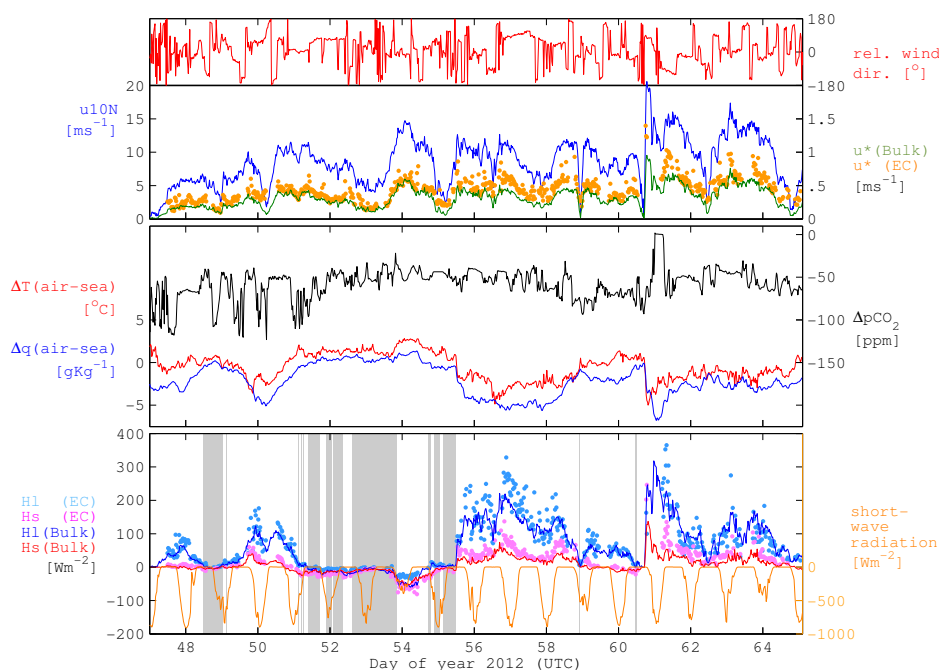 180
0
-180
rel. wind
dir. [o]
20
15
10
5
0
u10N
[ms-1]
1.5
1
.5
0
u*(Bulk)
u* (EC)
[ms-1]
ΔT(air-sea)
[oC]
Δq(air-sea)
[gKg-1]
5
0
-5
0
-50
-100
-150
ΔpCO2
[ppm]
400
300
200
100
0
-100
-200
Hl (EC)
Hs (EC)
Hl(Bulk)
Hs(Bulk)
[Wm-2]
0
-500
-1000
short-
wave
radiation
[Wm-2]
48 50 52 54 56 58 60 62 64
Day of year 2012 (UTC)